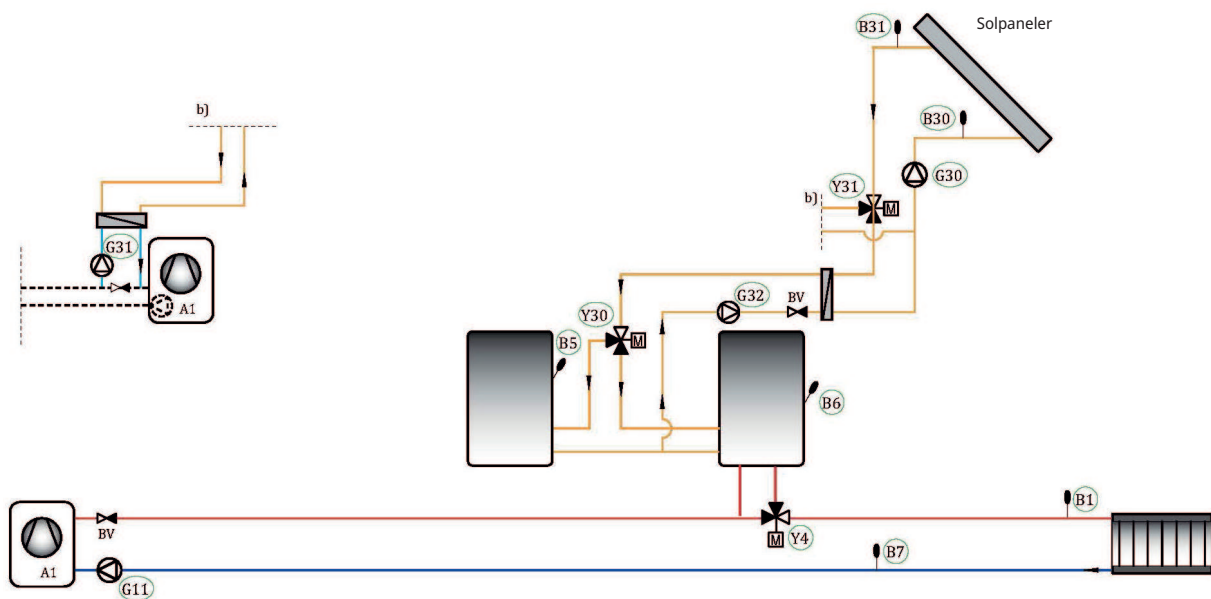 B31
Solpaneler
b)
B30
G30
Y31
b)
M
G31
A1
G32
BV
Y30
M
B5
B6
B1
BV
Y4
M
B7
A1
G11